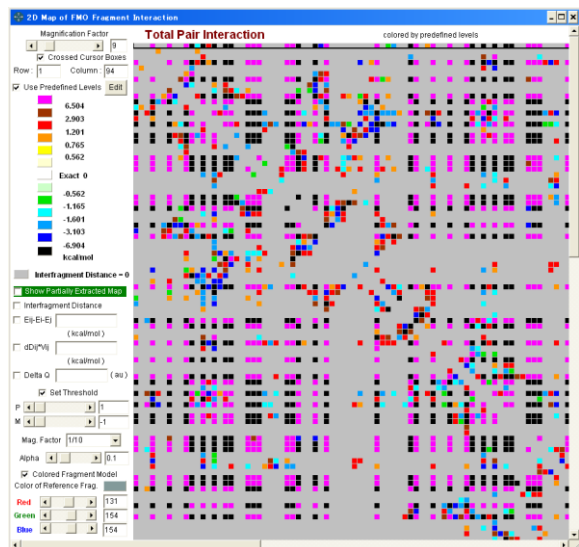 2D Map of FMO Fragment Interaction
Magnification Factor
9
Crossed Cursor Boxes
Row : 1 Column : 94
Use Predefined Levels Edit
6.504
2.903
1.201
0.765
0.562
Exact 0
-0.562
-1.165
-1.601
-3.103
-6.904
kcal/mol
Interfragment Distance = 0
Show Partially Extracted Map
Interfragment Distance
Eij-Ei-Ej
(kcal/mol)
dDij*Vij
(kcal/mol)
Delta Q (au)
Set Threshold
P 1
M -1
Mag. Factor 1/10
Alpha 0.1
Colored Fragment Model
Color of Reference Frag.
Red 131
Green 154
Blue 154
Total Pair Interaction
colored by predefined levels